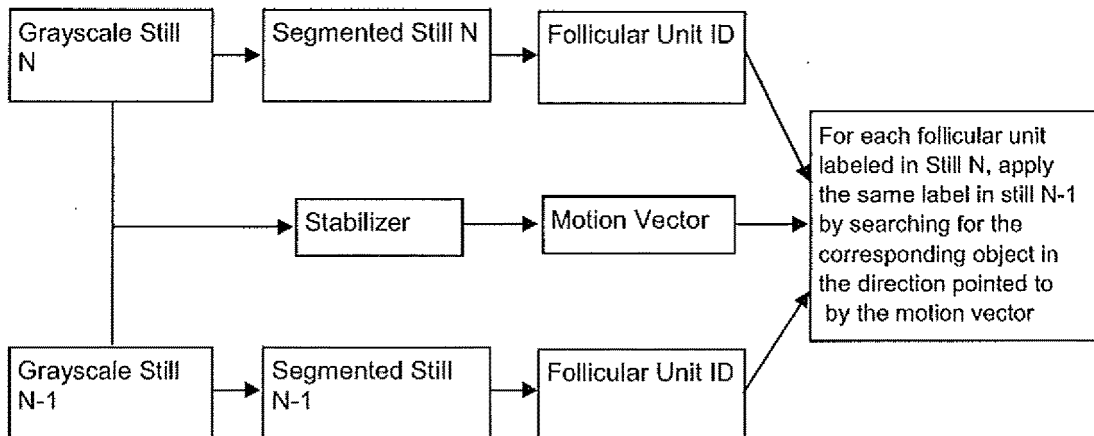 Grayscale Still
N
Segmented Still N
Follicular Unit ID
For each follicular unit
labeled in Still N, apply
the same label in still N-1
by searching for the
corresponding object in
the direction pointed to
by the motion vector
Stabilizer
Motion Vector
Grayscale Still
N-1
Segmented Still
N-1
Follicular Unit ID